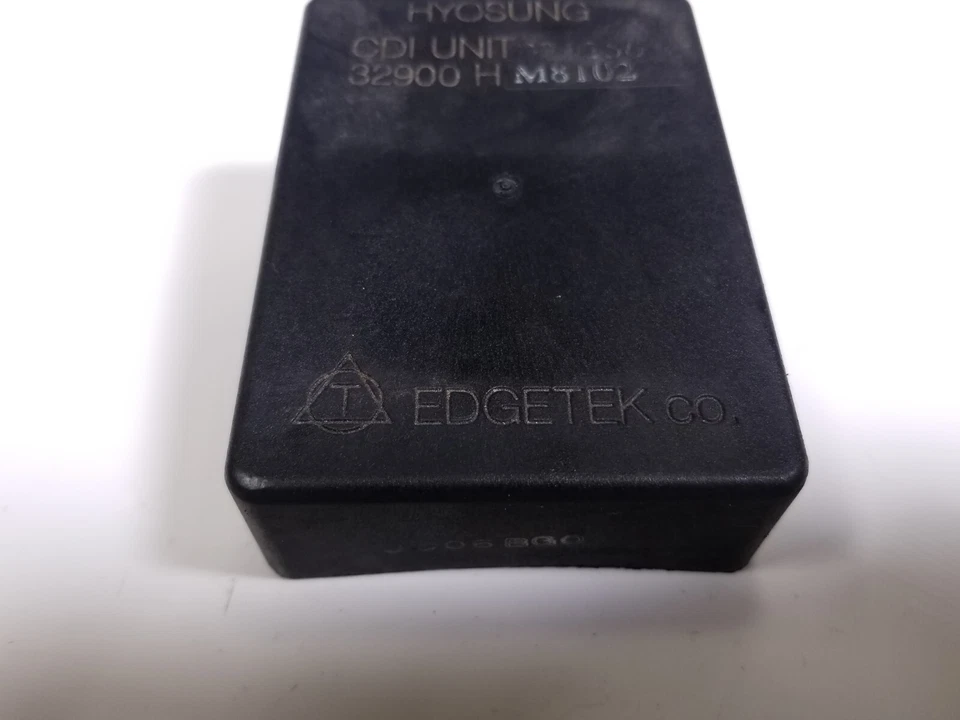 HYOSUNG
CDI UNIT
32900 H M8102
T EDGETEK CO.